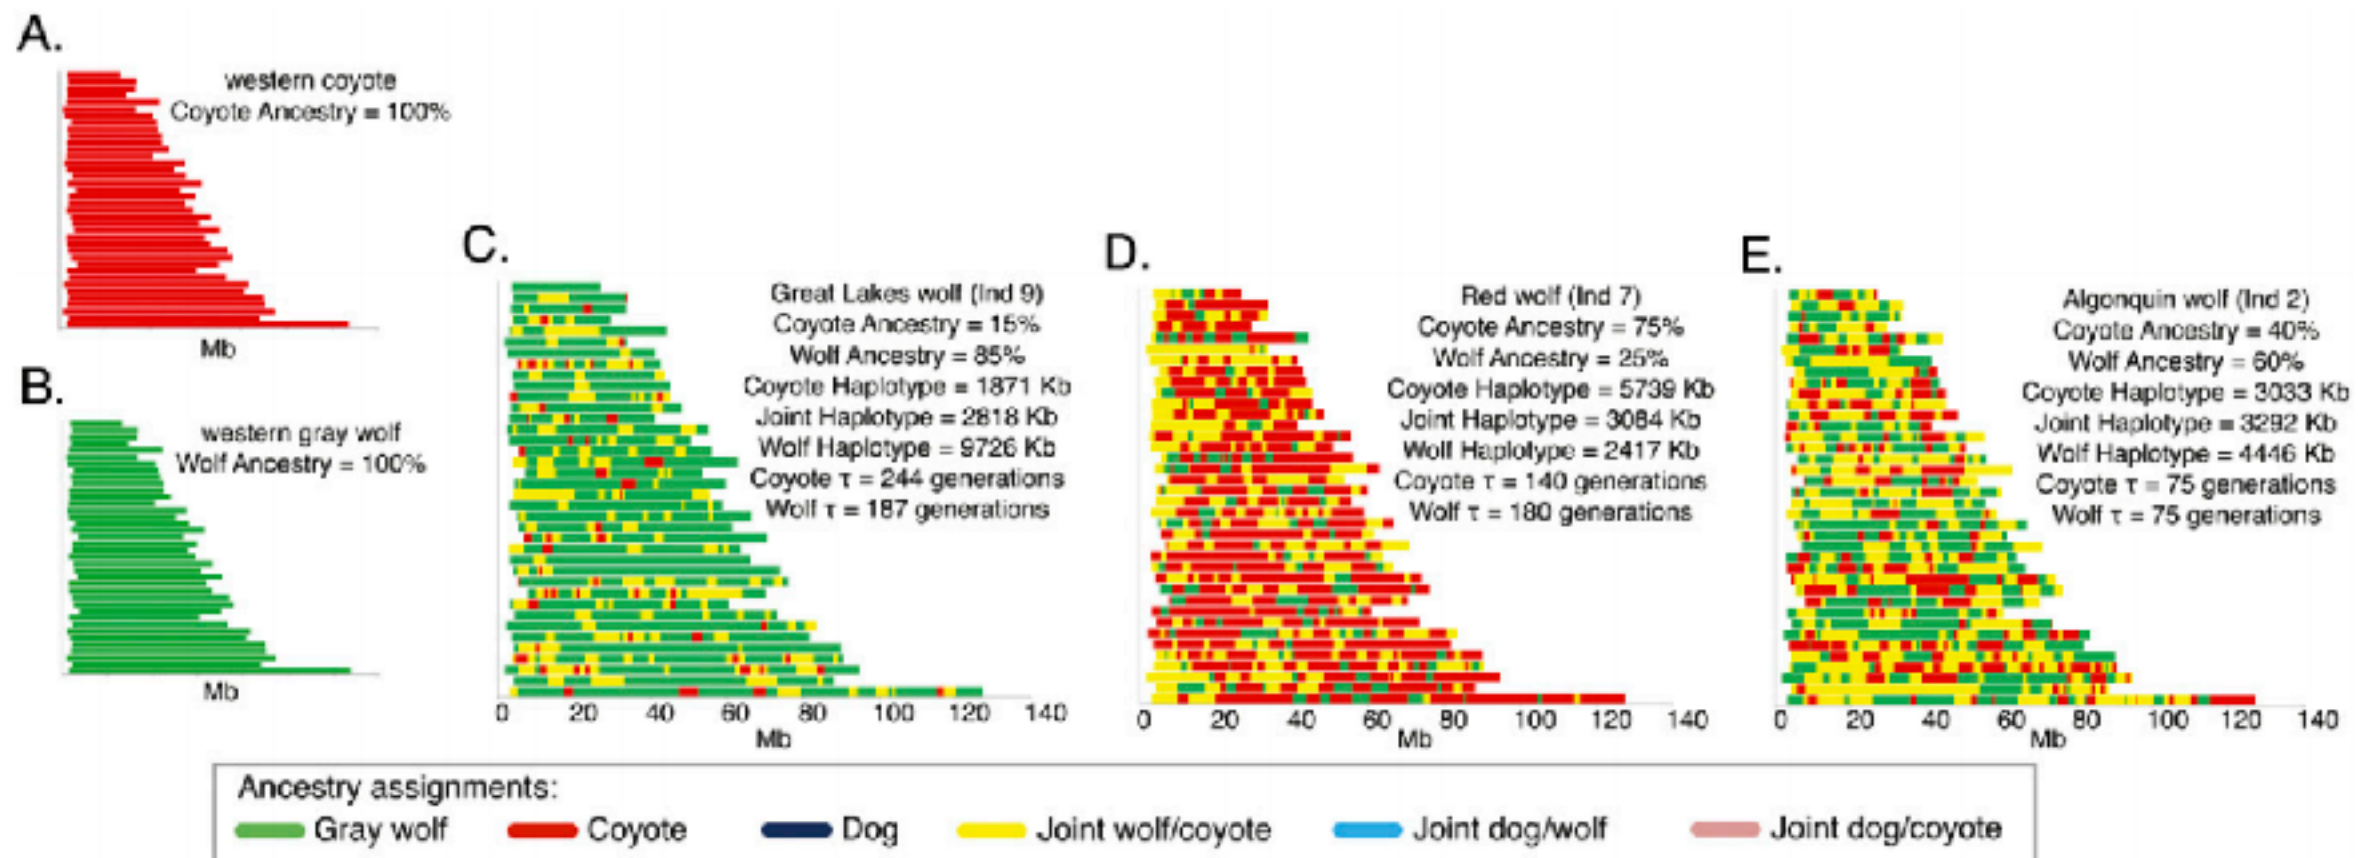 A.
western coyote
Coyote Ancestry = 100%
Mb
B.
western gray wolf
Wolf Ancestry = 100%
Mb
C.
Great Lakes wolf (Ind 9)
Coyote Ancestry = 15%
Wolf Ancestry = 85%
Coyote Haplotype = 1871 Kb
Joint Haplotype = 2818 Kb
Wolf Haplotype = 9726 Kb
Coyote τ = 244 generations
Wolf τ = 187 generations
0 20 40 60 80 100 120 140
Mb
D.
Red wolf (Ind 7)
Coyote Ancestry = 75%
Wolf Ancestry = 25%
Coyote Haplotype = 5739 Kb
Joint Haplotype = 3084 Kb
Wolf Haplotype = 2417 Kb
Coyote τ = 140 generations
Wolf τ = 180 generations
0 20 40 60 80 100 120 140
Mb
E.
Algonquin wolf (Ind 2)
Coyote Ancestry = 40%
Wolf Ancestry = 60%
Coyote Haplotype = 3033 Kb
Joint Haplotype = 3292 Kb
Wolf Haplotype = 4446 Kb
Coyote τ = 75 generations
Wolf τ = 75 generations
0 20 40 60 80 100 120 140
Mb
Ancestry assignments:
Gray wolf Coyote Dog Joint wolf/coyote Joint dog/wolf Joint dog/coyote